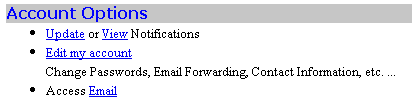 Account Options
Update or View Notifications
Edit my account
Change Passwords, Email Forwarding, Contact Information, etc. ...
Access Email